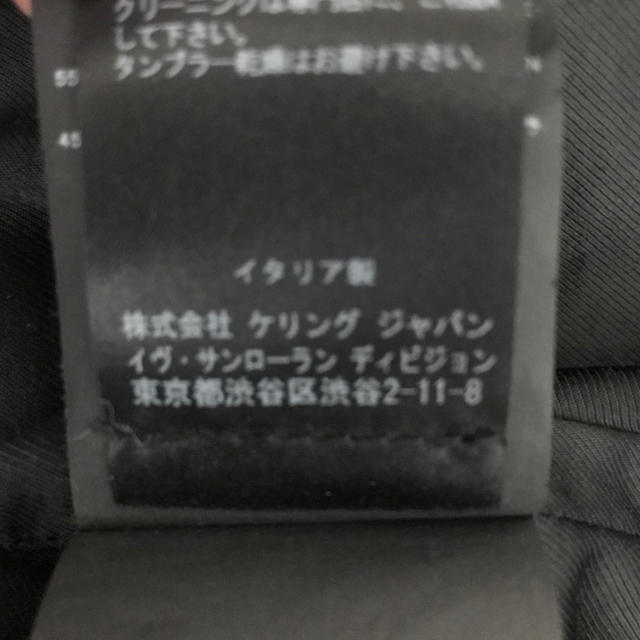 して下さい。
タンブラー乾燥はお避け下さい。
イタリア製
株式会社 ケリング ジャパン
イヴ・サンローラン ディビジョン
東京都渋谷区渋谷2-11-8